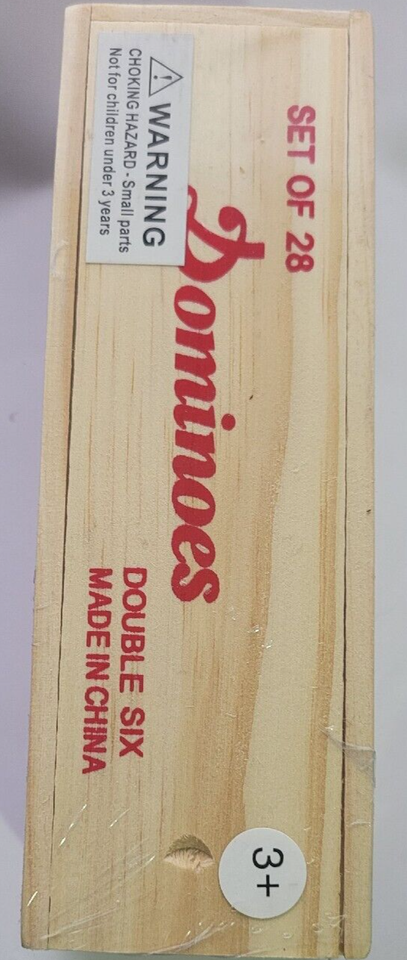 SET OF 28
Dominoes
DOUBLE SIX
MADE IN CHINA
WARNING
CHOKING HAZARD - Small parts
Not for children under 3 years
3+